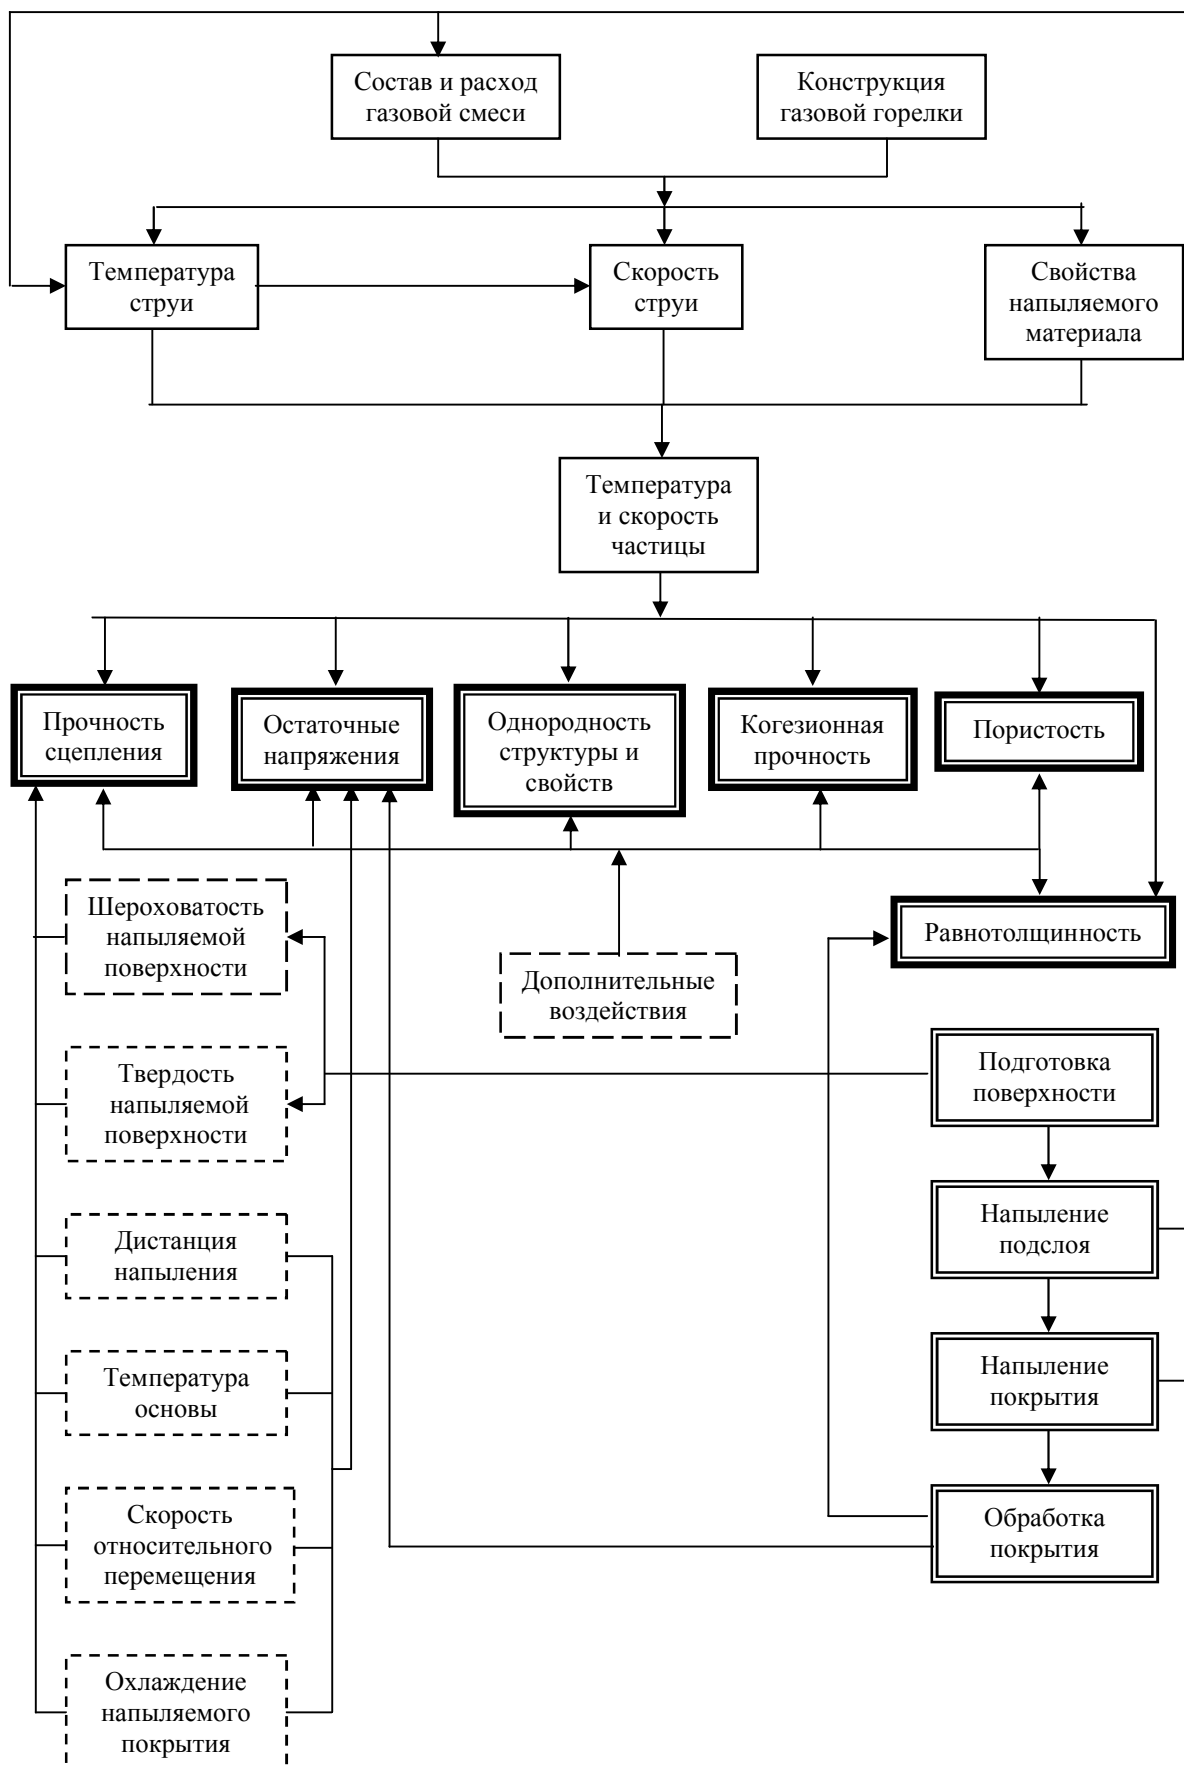 Состав и расход
газовой смеси
Конструкция
газовой горелки
Температура
струи
Скорость
струи
Свойства
напыляемого
материала
Температура
и скорость
частицы
Прочность
сцепления
Остаточные
напряжения
Однородность
структуры и
свойств
Когезионная
прочность
Пористость
Шероховатость
напыляемой
поверхности
Равнотолщинность
Дополнительные
воздействия
Твердость
напыляемой
поверхности
Подготовка
поверхности
Дистанция
напыления
Напыление
подслоя
Температура
основы
Напыление
покрытия
Скорость
относительного
перемещения
Обработка
покрытия
Охлаждение
напыляемого
покрытия